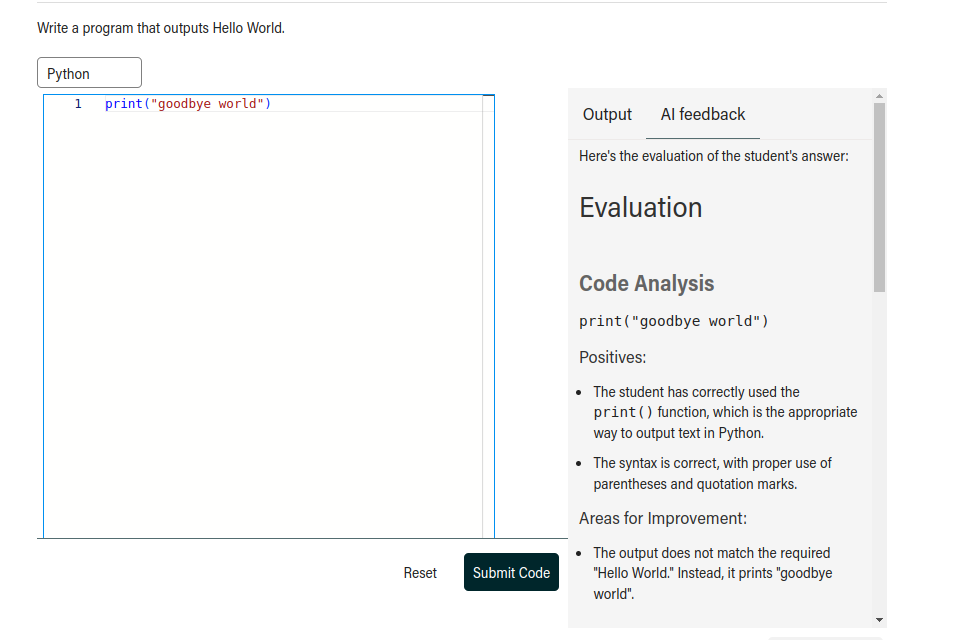 Write a program that outputs Hello World.
Python
1 print("goodbye world")
Output AI feedback
Here's the evaluation of the student's answer:
Evaluation
Code Analysis
print("goodbye world")
Positives:
The student has correctly used the
print() function, which is the appropriate
way to output text in Python.
The syntax is correct, with proper use of
parentheses and quotation marks.
Areas for Improvement:
The output does not match the required
"Hello World." Instead, it prints "goodbye
world".
Reset Submit Code